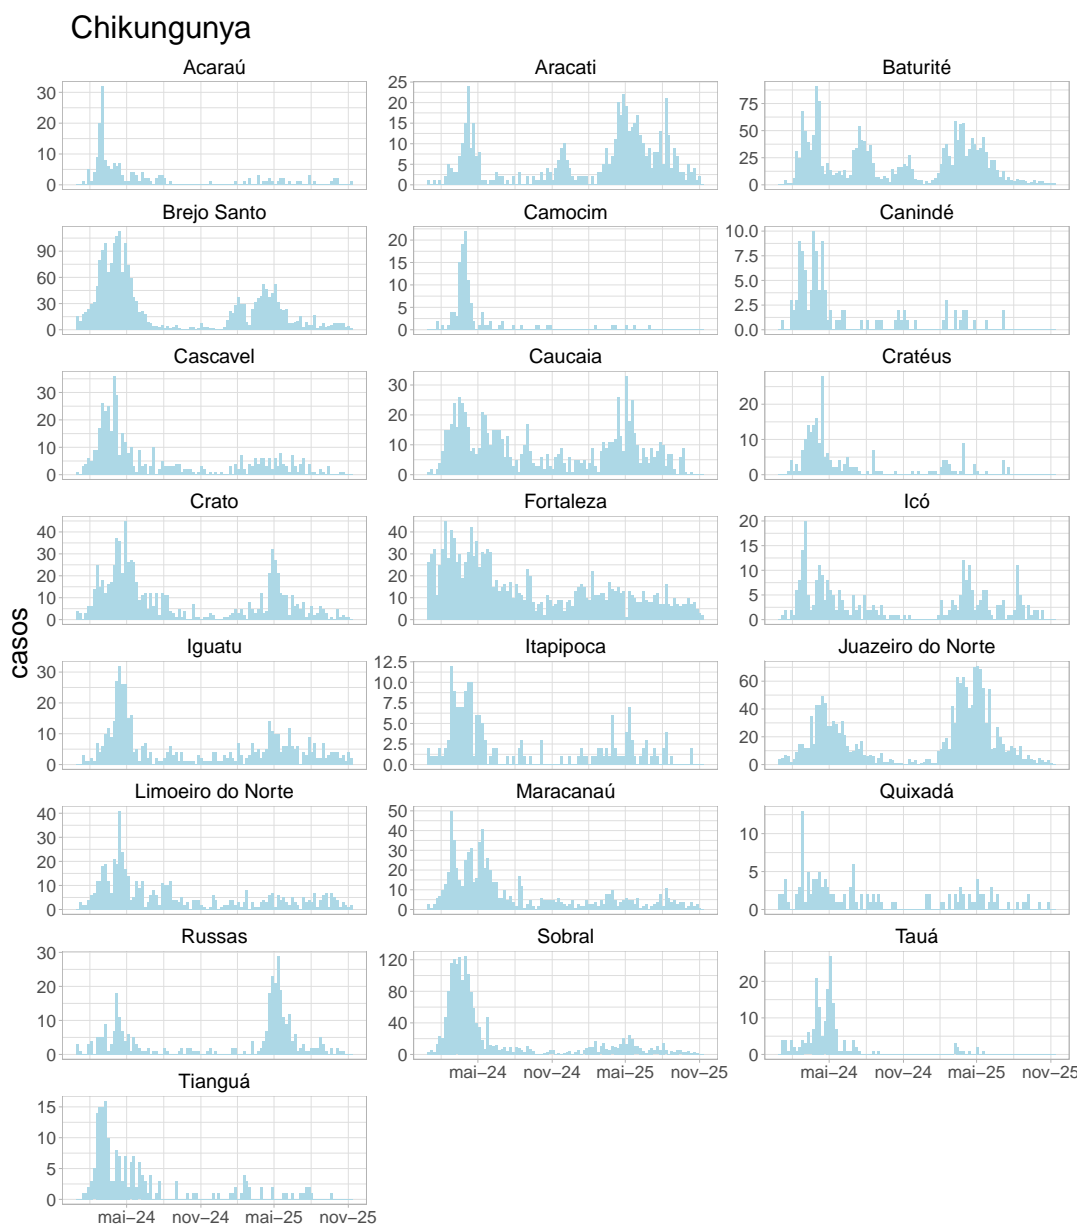 Chikungunya
Acaraú
Aracati
Baturité
0
10
20
30
0
5
10
15
20
25
0
25
50
75
Brejo Santo
Camocim
Canindé
0
30
60
90
0
5
10
15
20
0.0
2.5
5.0
7.5
10.0
Cascavel
Caucaia
Cratéus
0
10
20
30
0
10
20
30
0
10
20
Crato
Fortaleza
Icó
0
10
20
30
40
0
10
20
30
40
0
5
10
15
20
casos
Iguatu
Itapipoca
Juazeiro do Norte
0
10
20
30
0.0
2.5
5.0
7.5
10.0
12.5
0
20
40
60
Limoeiro do Norte
Maracanaú
Quixadá
0
10
20
30
40
0
10
20
30
40
50
0
5
10
Russas
Sobral
Tauá
0
10
20
30
0
40
80
120
0
10
20
mai−24
nov−24
mai−25
nov−25
mai−24
nov−24
mai−25
nov−25
Tianguá
0
5
10
15
mai−24
nov−24
mai−25
nov−25